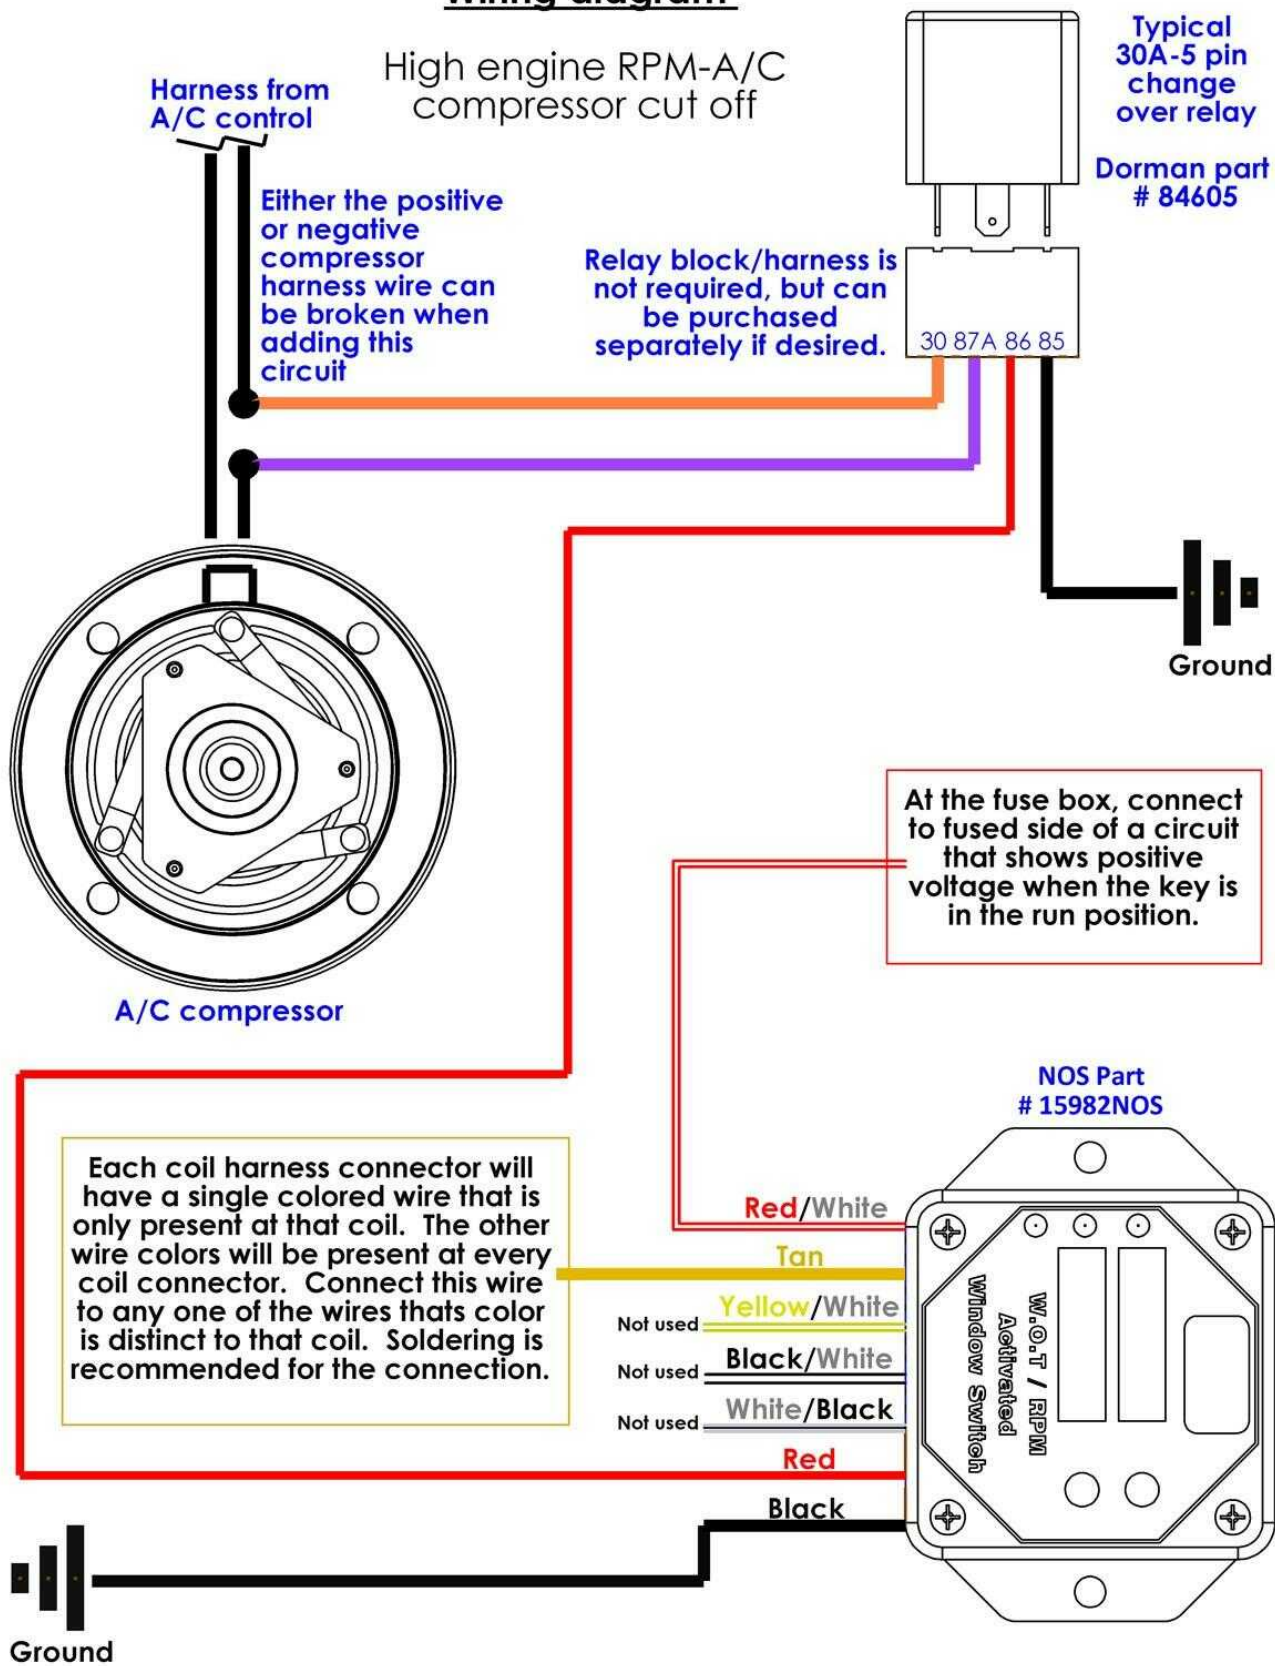 Wiring diagram
High engine RPM-A/C
compressor cut off
Harness from
A/C control
Either the positive
or negative
compressor
harness wire can
be broken when
adding this
circuit
Typical
30A-5 pin
change
over relay
Dorman part
# 84605
Relay block/harness is
not required, but can
be purchased
separately if desired.
30 87A 86 85
Ground
A/C compressor
At the fuse box, connect
to fused side of a circuit
that shows positive
voltage when the key is
in the run position.
NOS Part
# 15982NOS
Each coil harness connector will
have a single colored wire that is
only present at that coil. The other
wire colors will be present at every
coil connector. Connect this wire
to any one of the wires thats color
is distinct to that coil. Soldering is
recommended for the connection.
Red/White
Tan
Yellow/White
Not used
Black/White
Not used
White/Black
Not used
Red
Black
W.O.T / RPM
Activated
Window Switch
Ground